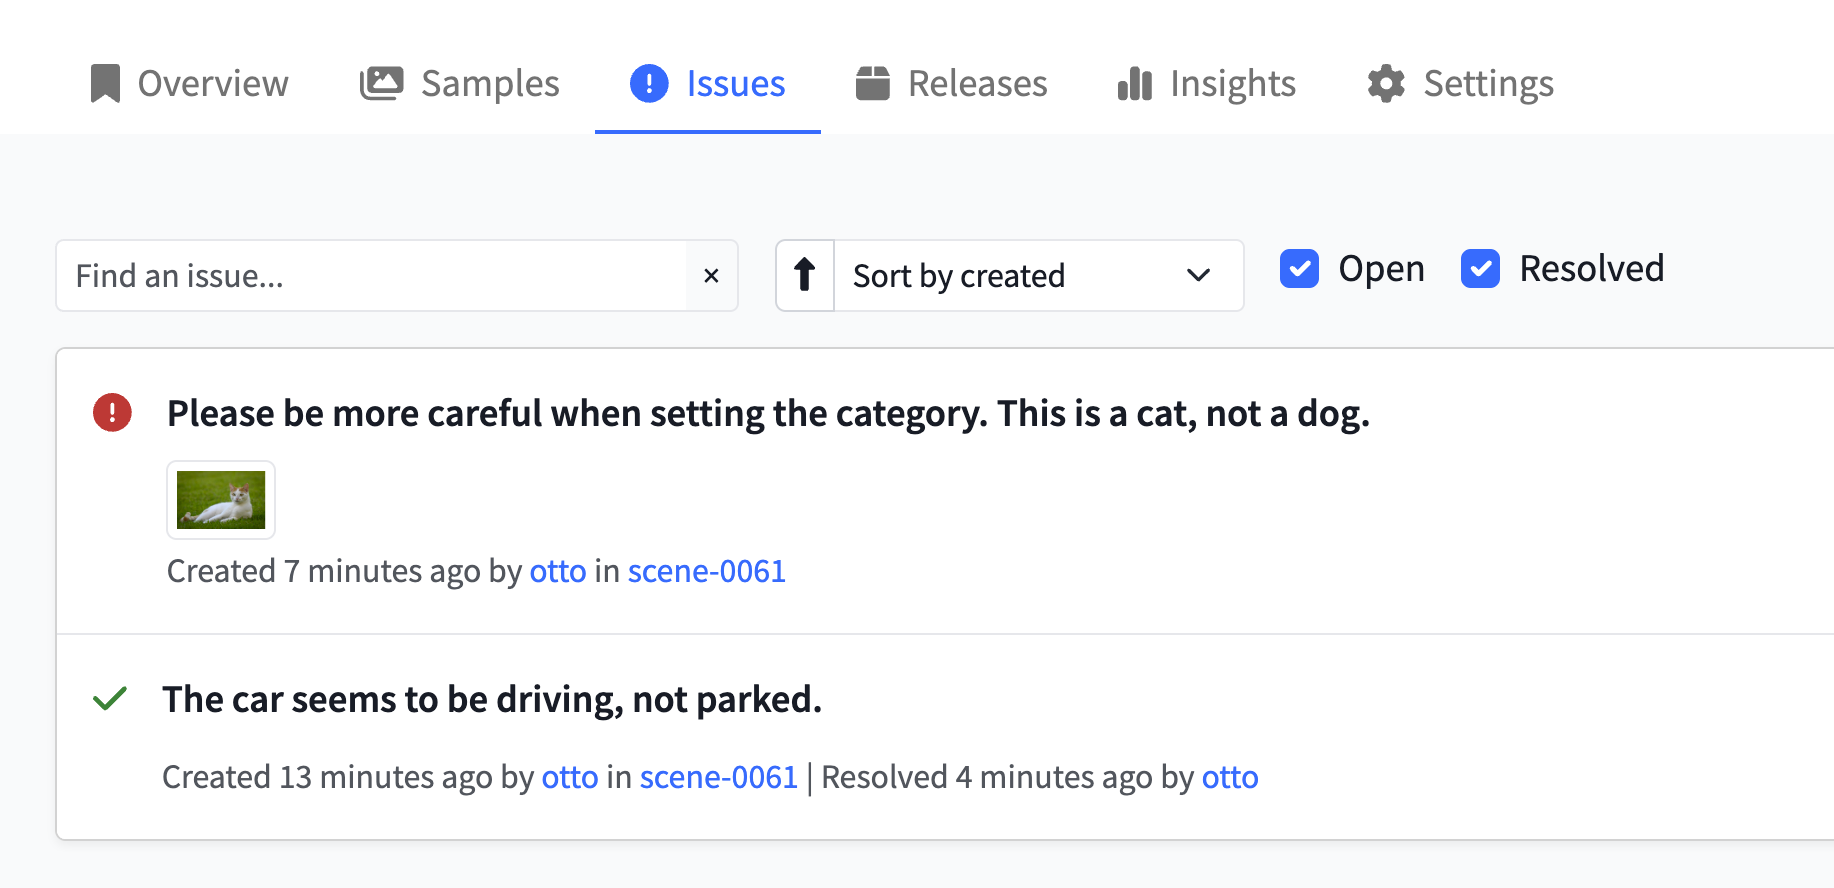 Overview Samples Issues Releases Insights Settings
Find an issue... Sort by created Open Resolved
Please be more careful when setting the category. This is a cat, not a dog.
Created 7 minutes ago by otto in scene-0061
The car seems to be driving, not parked.
Created 13 minutes ago by otto in scene-0061 | Resolved 4 minutes ago by otto